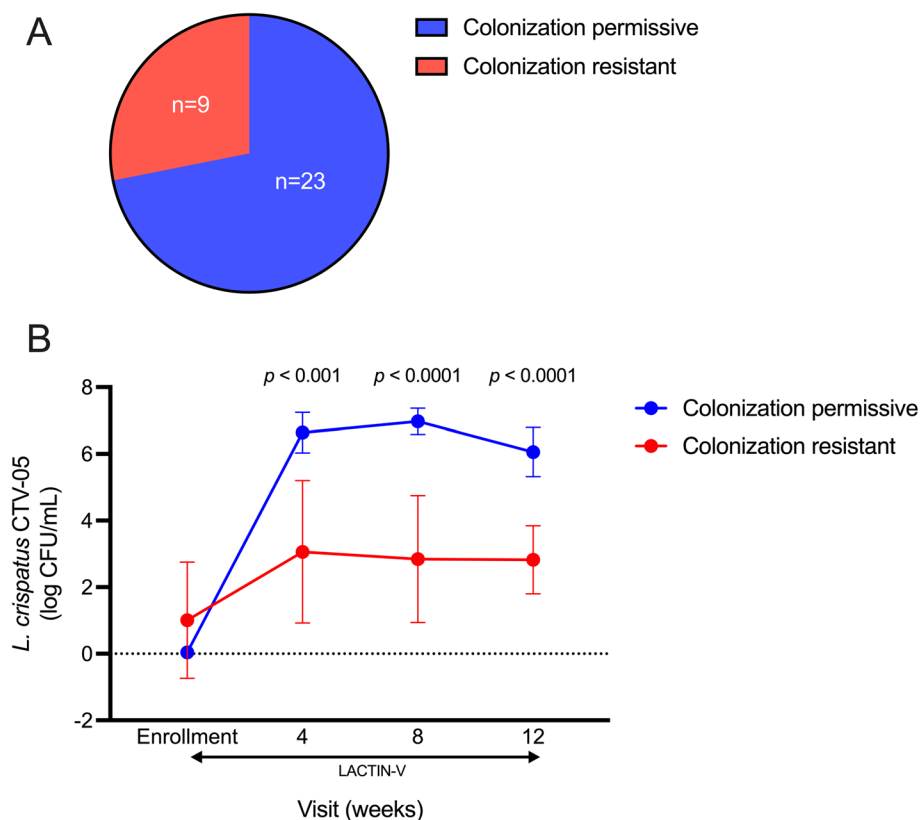 A
Colonization permissive
Colonization resistant
n=9
n=23
B
p < 0.001
p < 0.0001
p < 0.0001
8
6
4
2
0
-2
L. crispatus CTV-05
(log CFU/mL)
Colonization permissive
Colonization resistant
Enrollment
4
8
12
LACTIN-V
Visit (weeks)